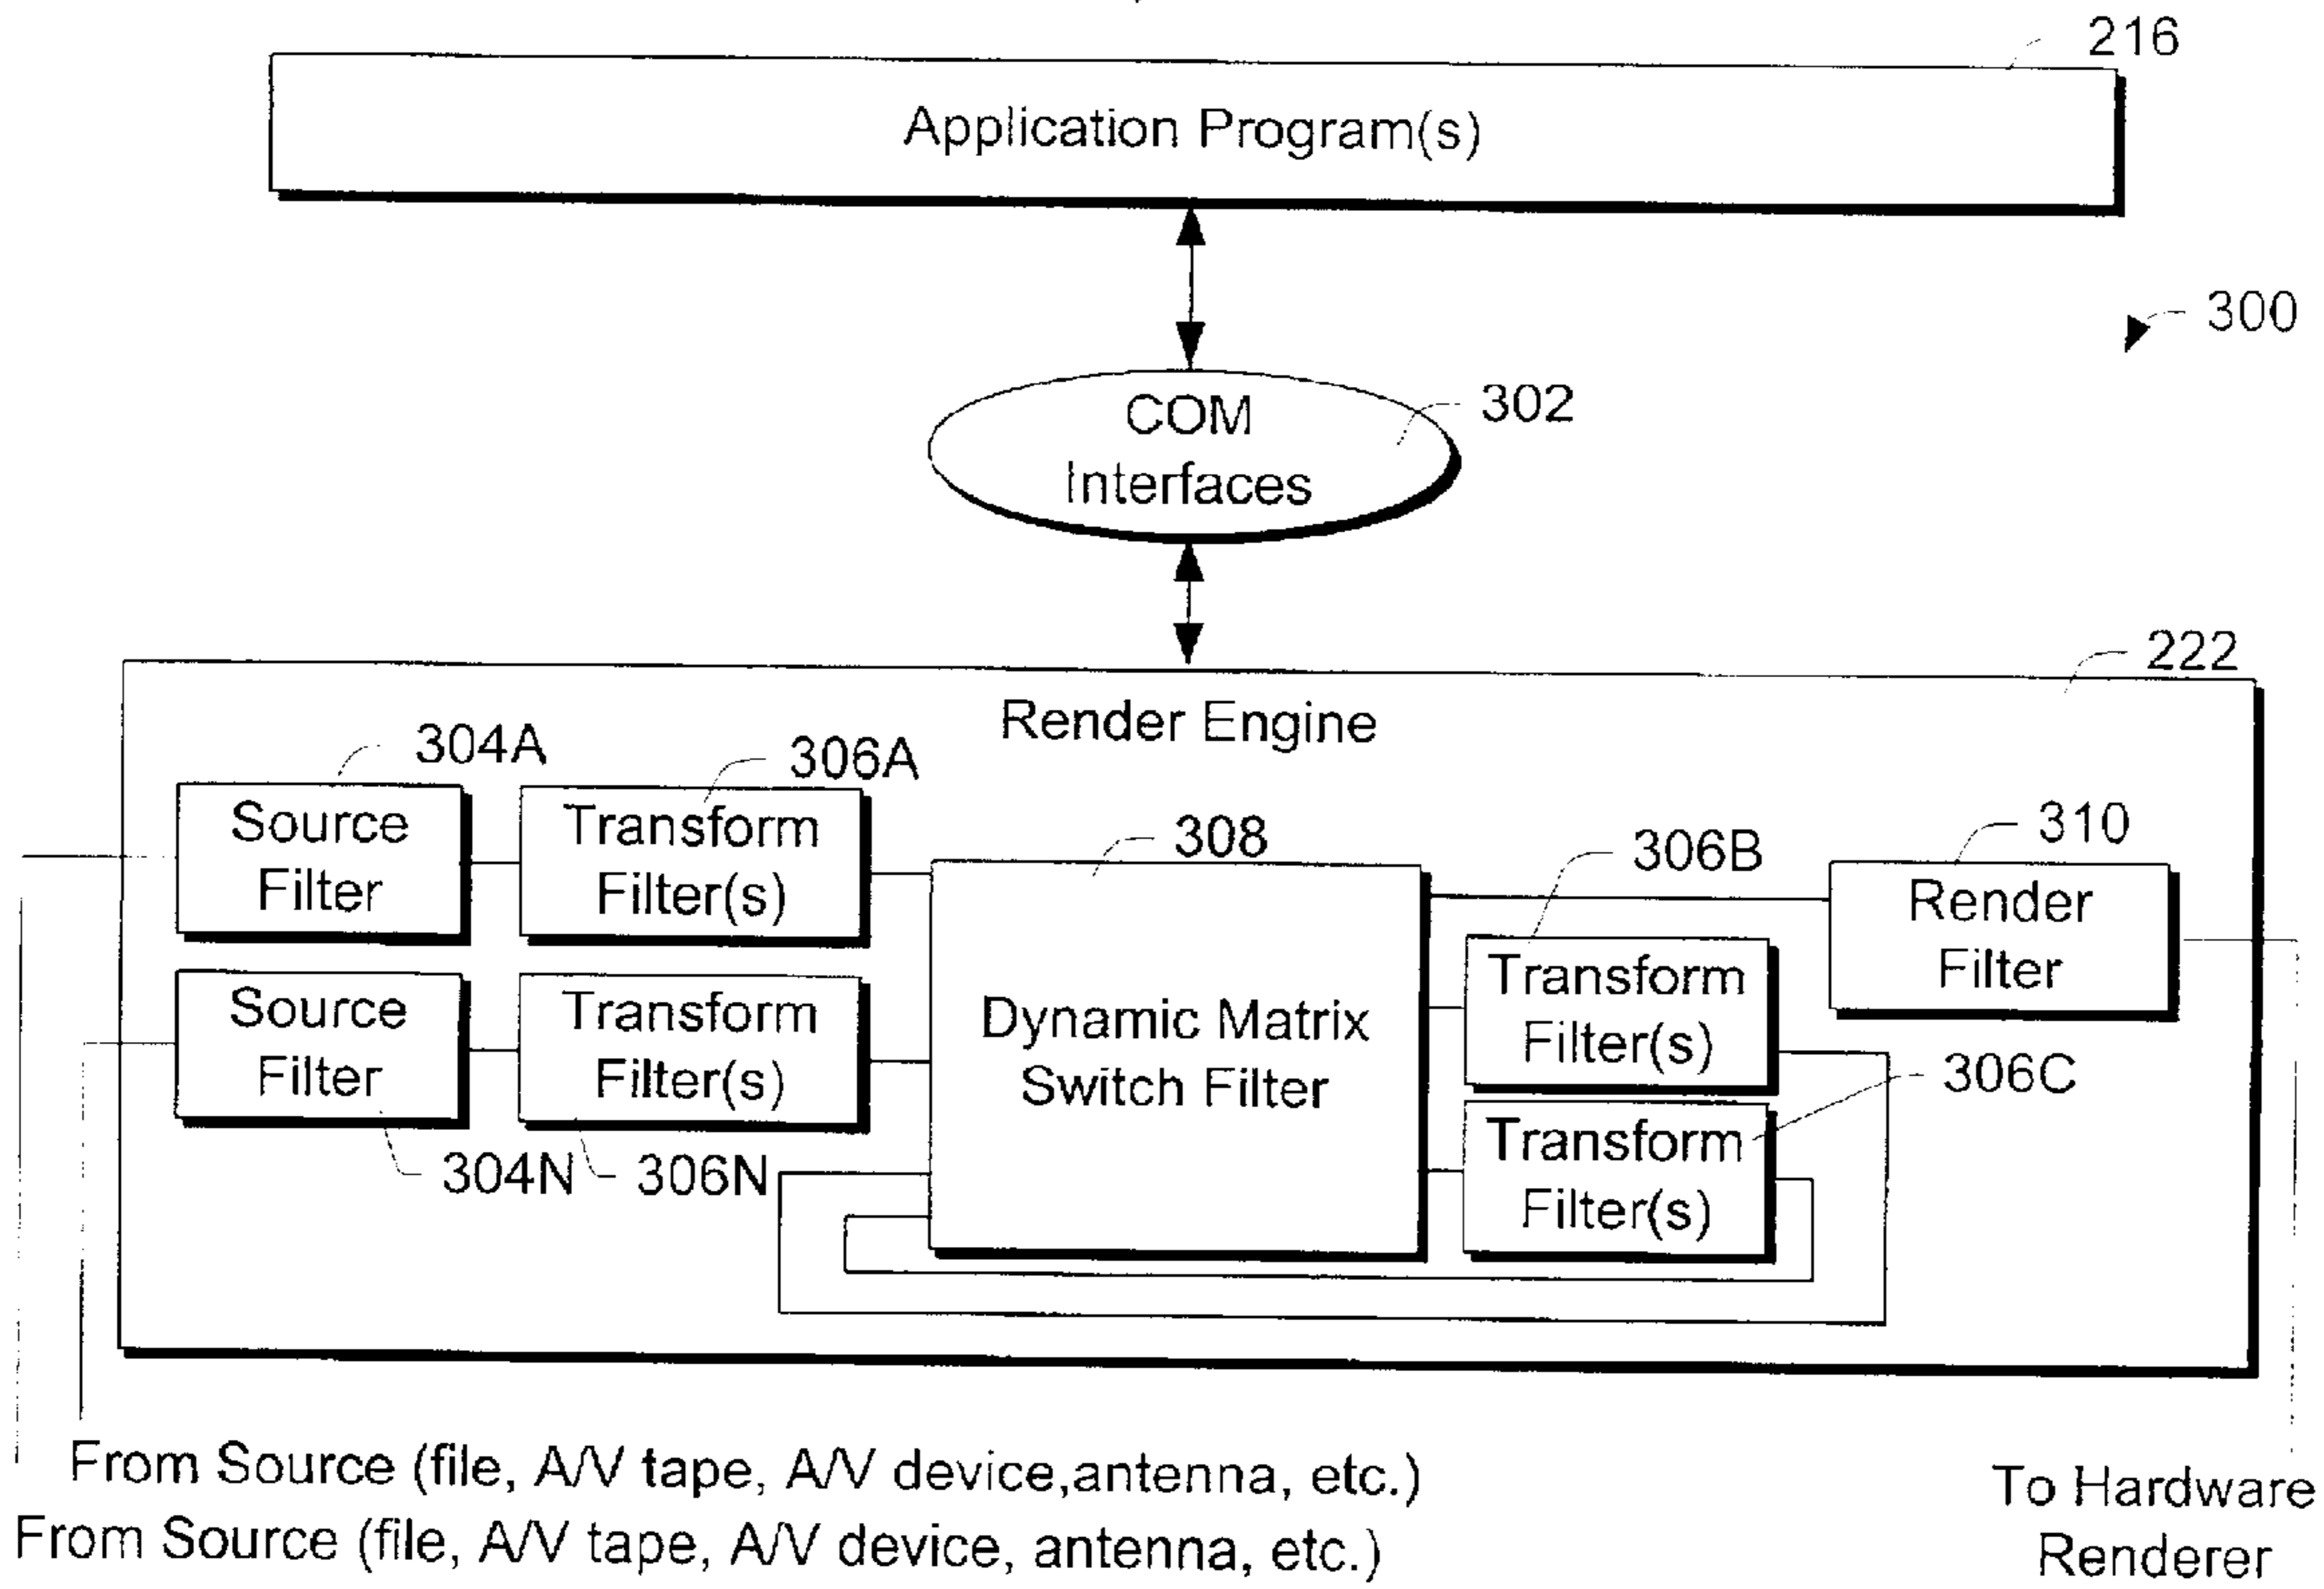 216
Application Program(s)
300
COM
Interfaces
302
222
Render Engine
304A
306A
Source
Filter
Transform
Filter(s)
308
306B
310
Render
Filter
Source
Filter
Transform
Filter(s)
Dynamic Matrix
Switch Filter
Transform
Filter(s)
306C
304N
306N
Transform
Filter(s)
From Source (file, A/V tape, A/V device,antenna, etc.)
From Source (file, A/V tape, A/V device, antenna, etc.)
To Hardware
Renderer